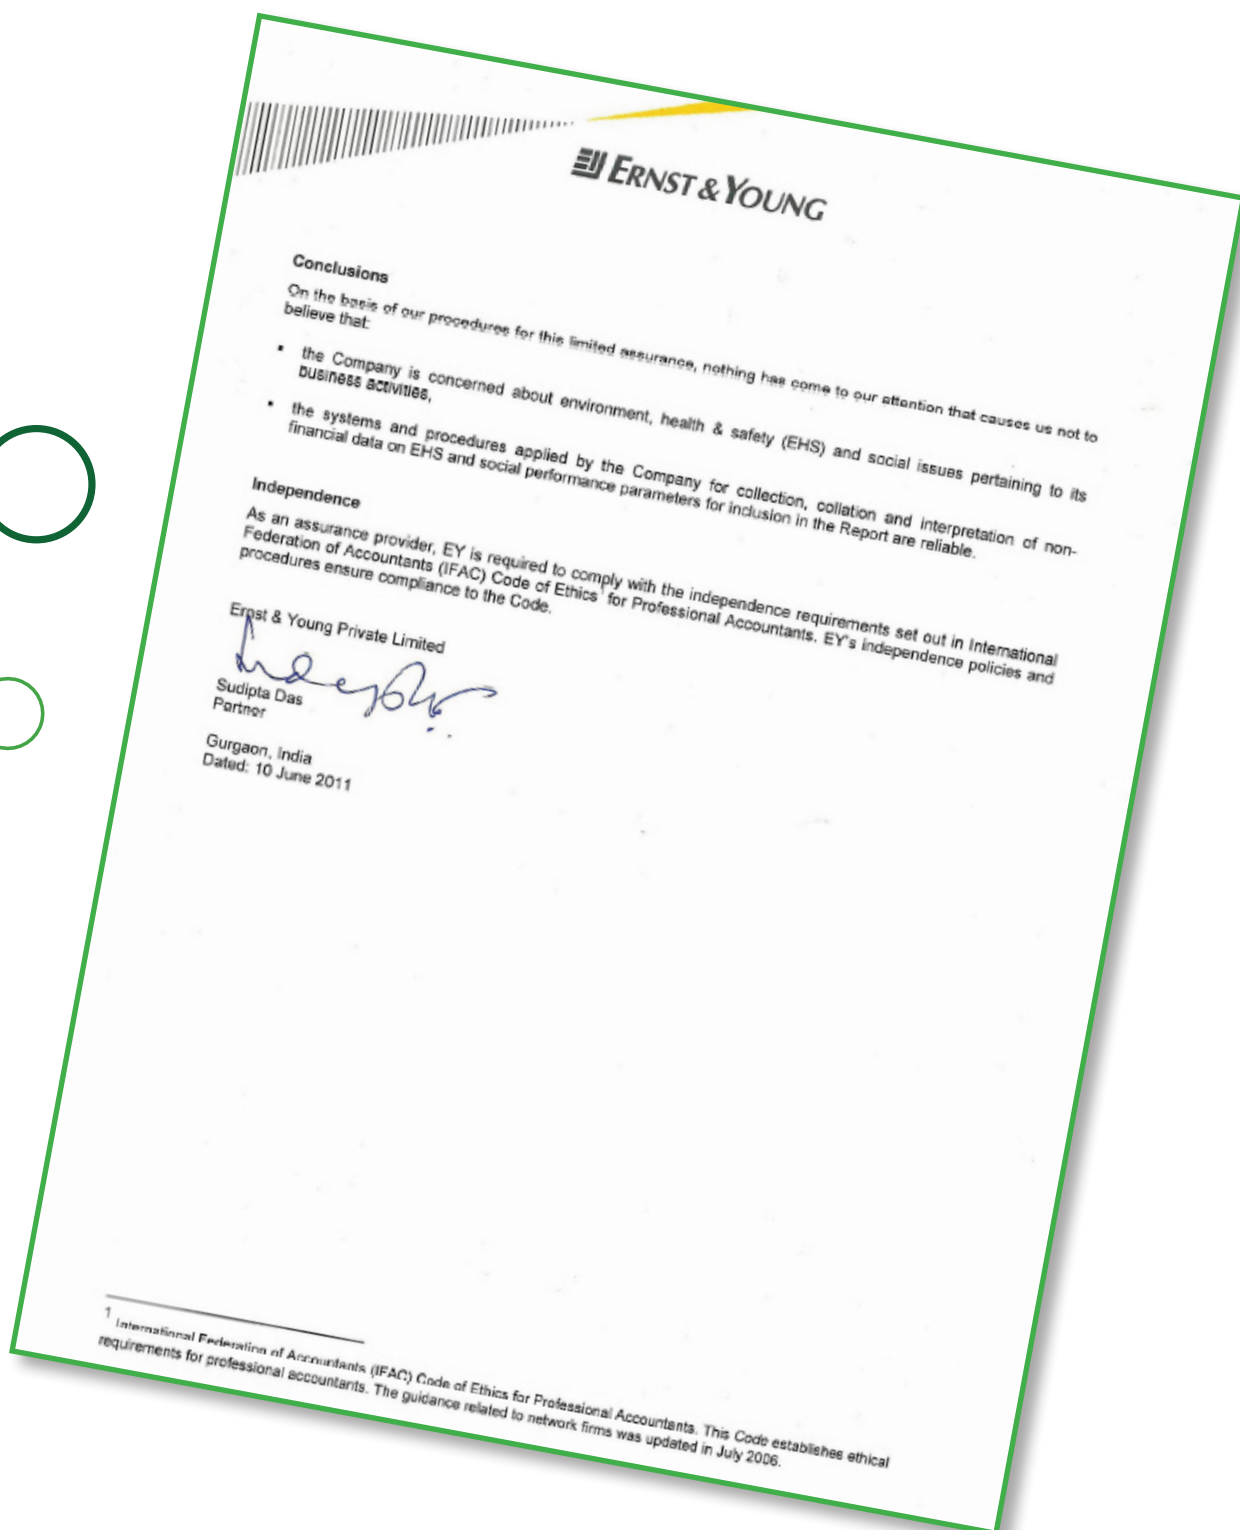 ERNST & YOUNG
Conclusions
On the basis of our procedures for this limited assurance, nothing has come to our attention that causes us not to
believe that:
▪ the Company is concerned about environment, health & safety (EHS) and social issues pertaining to its
business activities,
▪ the systems and procedures applied by the Company for collection, collation and interpretation of non-
financial data on EHS and social performance parameters for inclusion in the Report are reliable.
Independence
As an assurance provider, EY is required to comply with the independence requirements set out in International
Federation of Accountants (IFAC) Code of Ethics¹ for Professional Accountants. EY's independence policies and
procedures ensure compliance to the Code.
Ernst & Young Private Limited
Sudipta Das
Partner
Gurgaon, India
Dated: 10 June 2011
1 International Federation of Accountants (IFAC) Code of Ethics for Professional Accountants. This Code establishes ethical
requirements for professional accountants. The guidance related to network firms was updated in July 2006.